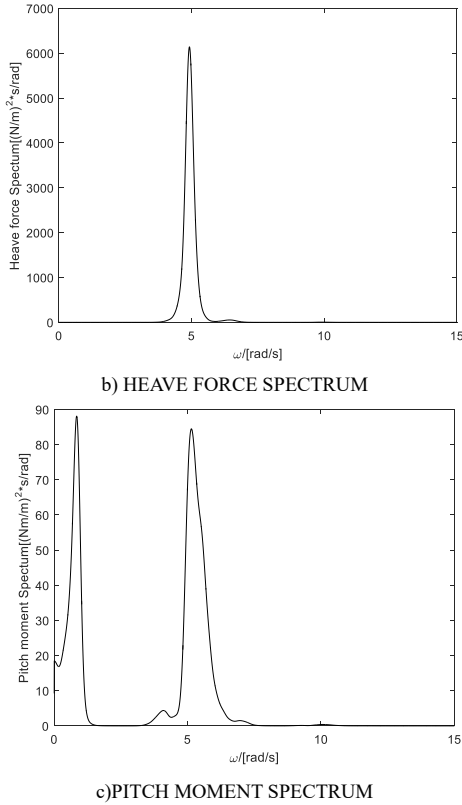 7000
6000
5000
4000
3000
2000
1000
0
Heave force Spectrum[(N/m)^2*s/rad]
0 5 10 15
ω/[rad/s]
b) HEAVE FORCE SPECTRUM
90
80
70
60
50
40
30
20
10
0
Pitch moment Spectrum[(Nm/m)^2*s/rad]
0 5 10 15
ω/[rad/s]
c)PITCH MOMENT SPECTRUM